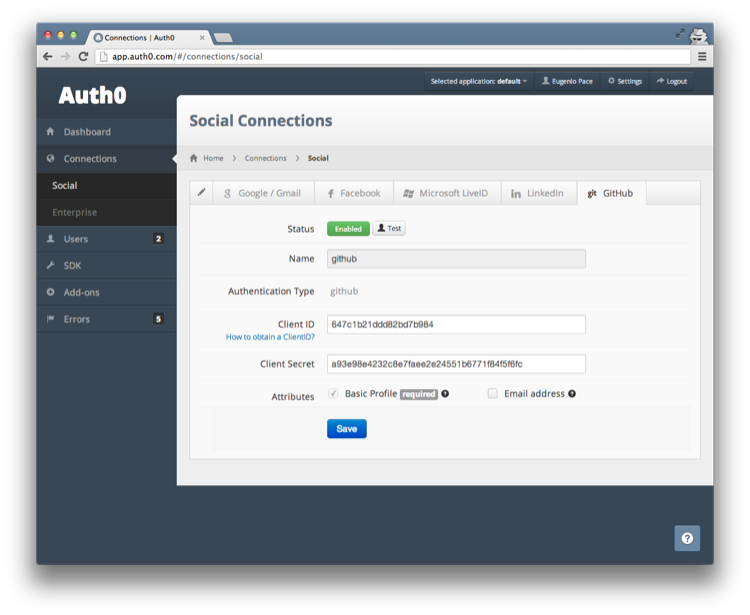 Connections | Auth0
app.auth0.com/#/connections/social
Selected application: default
Eugenio Pace
Settings
Logout
Auth0
Dashboard
Connections
Social
Enterprise
Users 2
SDK
Add-ons
Errors 5
Social Connections
Home > Connections > Social
Google / Gmail
Facebook
Microsoft LiveID
LinkedIn
git GitHub
Status Enabled Test
Name github
Authentication Type github
Client ID 647c1b21ddd82bd7b984
How to obtain a ClientID?
Client Secret a93e98e4232c8e7faee2e24551b6771f84f5f6fc
Attributes Basic Profile required ? Email address ?
Save
?